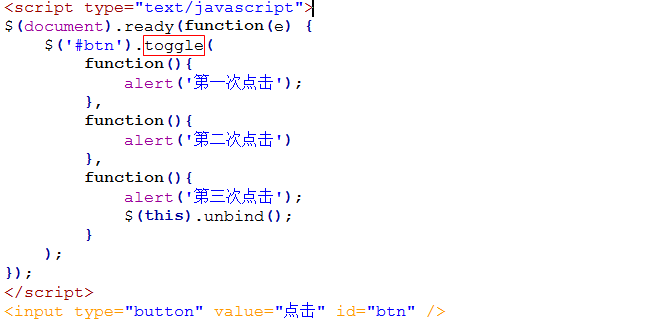 <script type="text/javascript">
$(document).ready(function(e) {
    $('#btn').toggle(
        function(){
            alert('第一次点击');
        },
        function(){
            alert('第二次点击')
        },
        function(){
            alert('第三次点击');
            $(this).unbind();
        }
    );
});
</script>
<input type="button" value="点击" id="btn" />